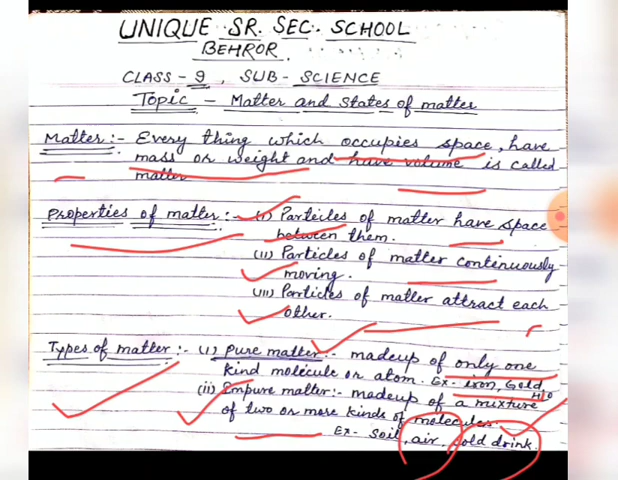 UNIQUE SR. SEC. SCHOOL
BEHROR
CLASS - 9, SUB - SCIENCE
Topic - Matter and States of matter
Matter :- Every thing which occupies space, have
mass or weight and have volume is called
matter
Properties of matter :- (i) Particles of matter have space
between them.
(ii) Particles of matter continuously
moving.
(iii) Particles of matter attract each
other.
Types of matter :- (i) Pure matter :- madeup of only one
kind molecule or atom. Ex- iron, Gold
H2O
(ii) Empure matter :- madeup of a mixture
of two or more kinds of molecules.
Ex- Soil, air, Cold drink.